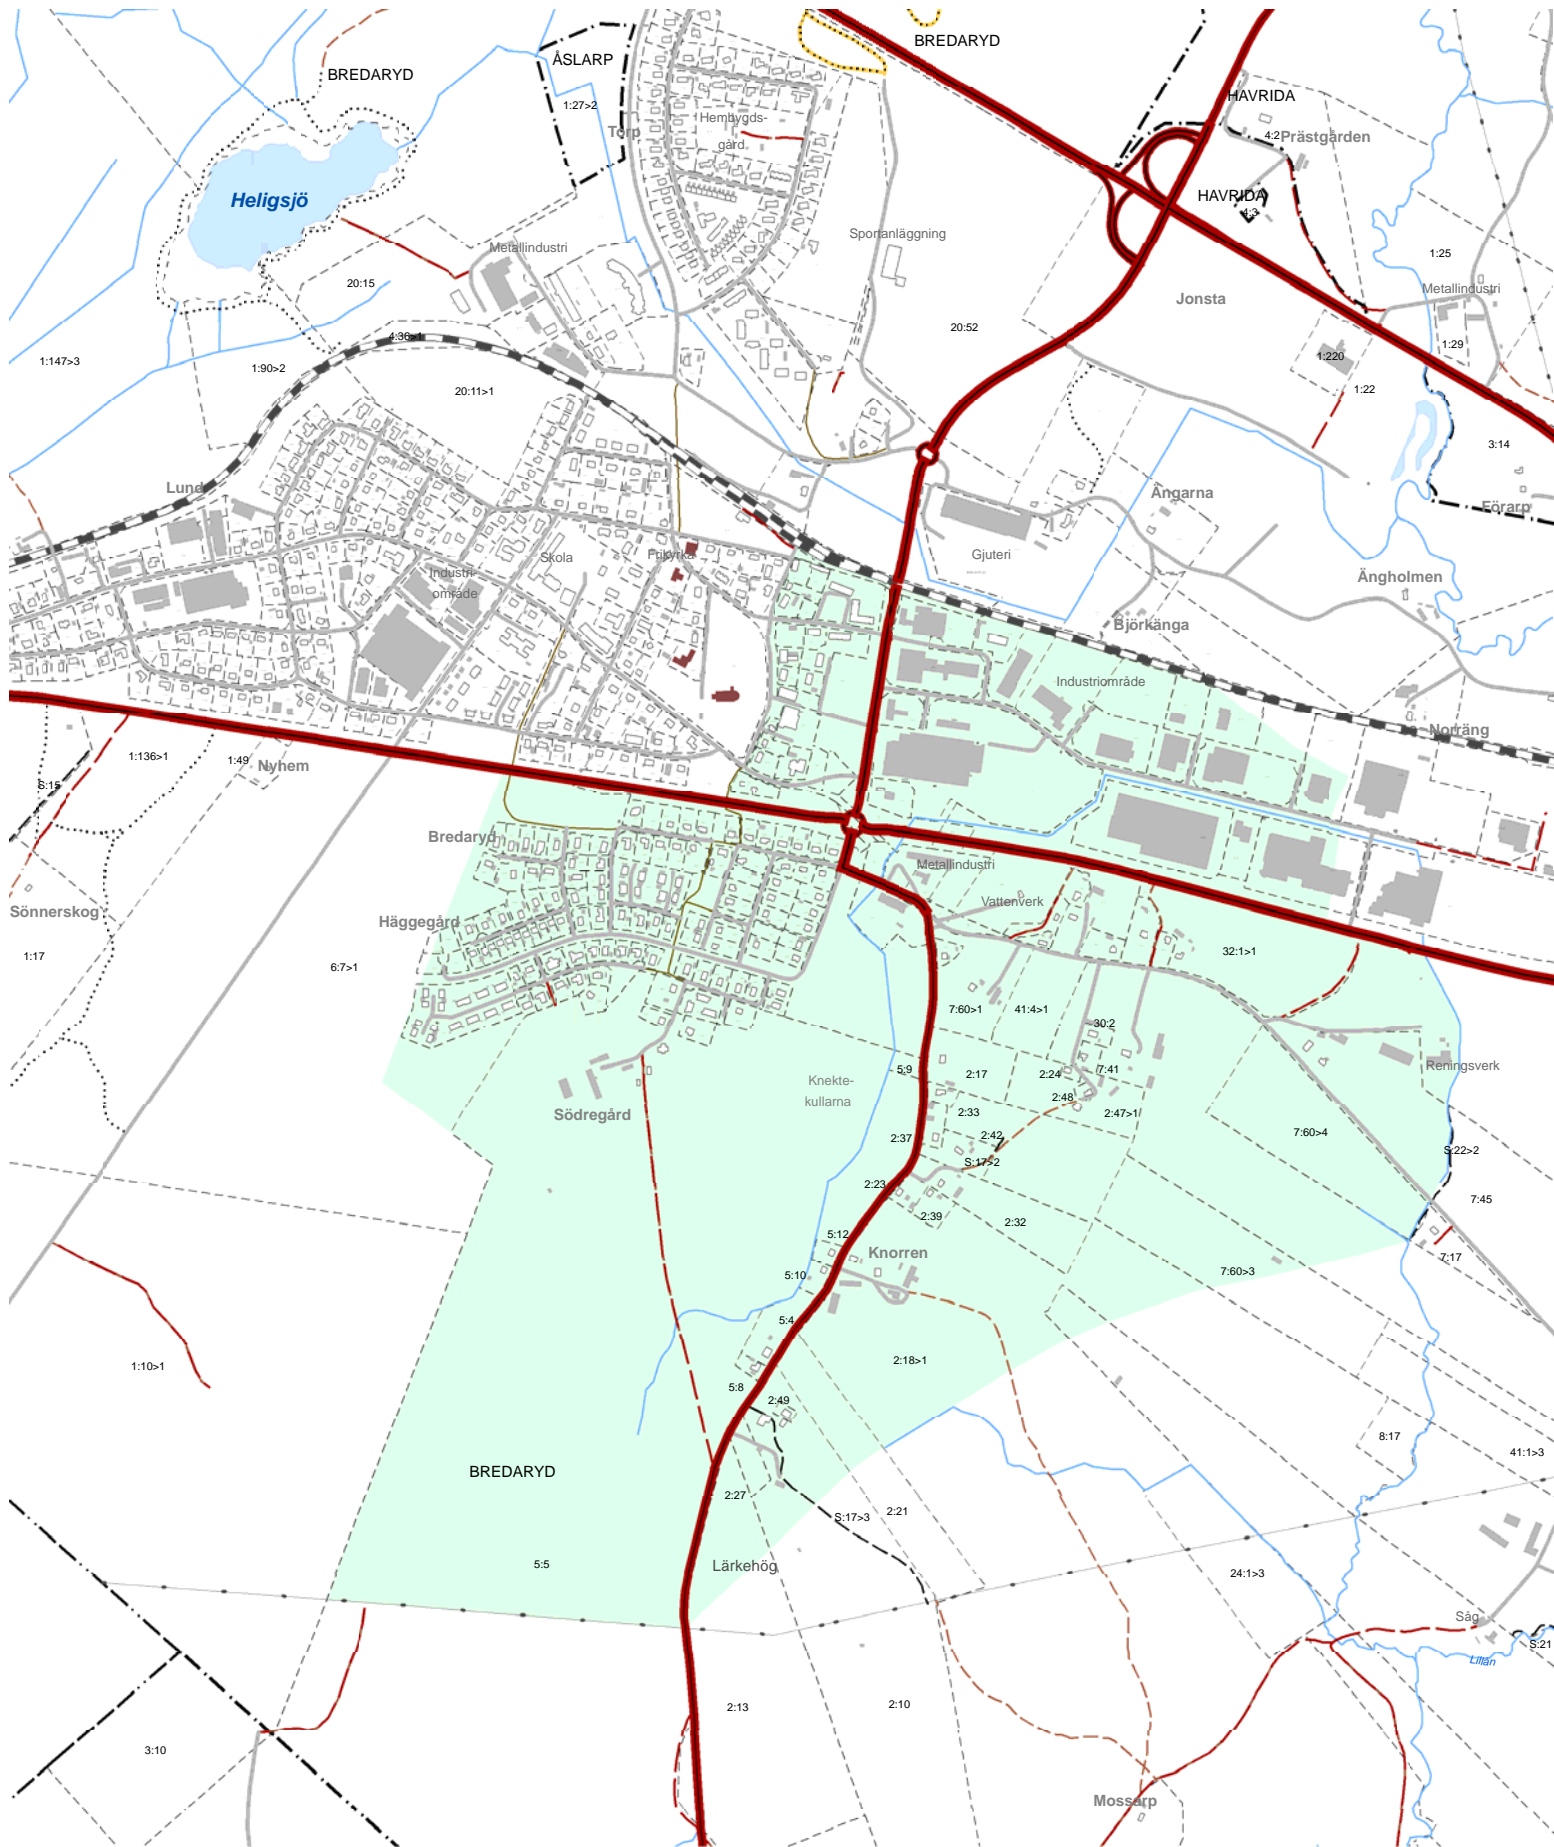 BREDARYD
ÅSLARP
BREDARYD
HAVRIDA
1:27>2
Torp
Hembygds-
gård
4:2
Prästgården
Heligsjö
HAVRIDA
4:3
Sportanläggning
Metallindustri
1:25
20:15
Metallindustri
Jonsta
20:52
4:36>1
1:147>3
1:90>2
1:220
1:29
20:11>1
1:22
3:14
Lund
Ängarna
Förarp
Skola
Frikyrka
Gjuteri
Industri-
område
Ängholmen
Björkänga
Industriområde
Norräng
1:136>1
1:49
Nyhem
S:15
Bredaryd
Metallindustri
Vattenverk
Sönnerskog
Häggegård
1:17
6:7>1
32:1>1
7:60>1
41:4>1
30:2
5:9
2:17
2:24
7:41
Reningsverk
Knekte-
kullarna
2:48
Södregård
2:33
2:47>1
2:37
2:42
7:60>4
S:17>2
S:22>2
2:23
7:45
2:39
2:32
5:12
Knorren
7:17
5:10
7:60>3
5:4
1:10>1
2:18>1
5:8
2:49
8:17
41:1>3
BREDARYD
2:27
S:17>3
2:21
5:5
Lärkehög
24:1>3
Såg
S:21
Lillån
2:13
2:10
3:10
Mossarp